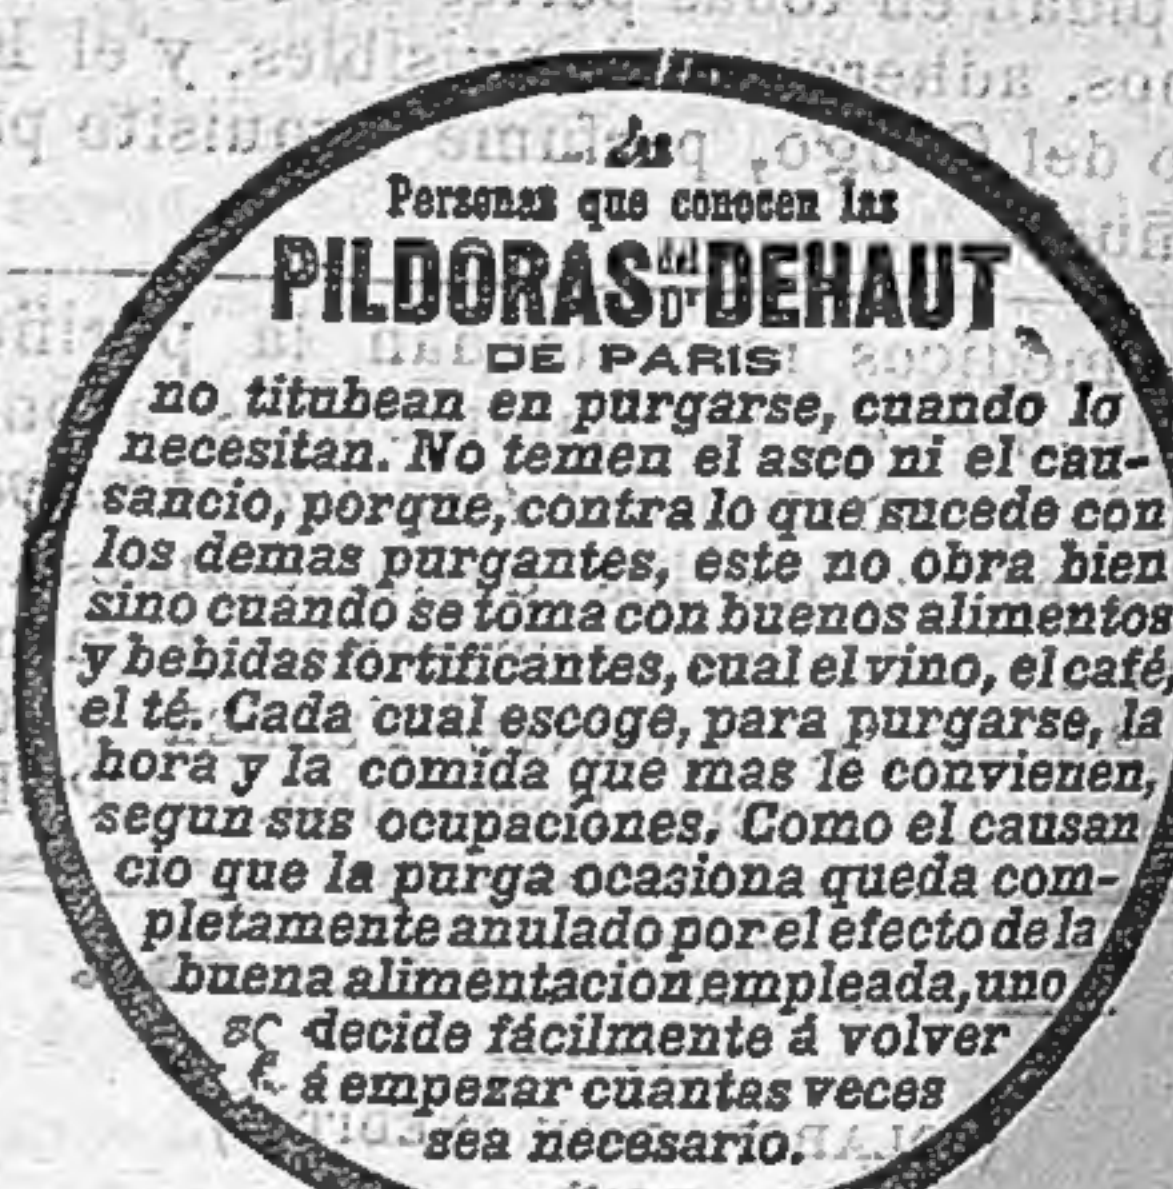 Las
Personas que conocen las
PILDORAS del Dr DEHAUT
DE PARIS
no titubean en purgarse, cuando lo
necesitan. No temen el asco ni el cau-
sancio, porque, contra lo que sucede con
los demas purgantes, este no obra bien
sino cuando se toma con buenos alimentos
y bebidas fortificantes, cual el vino, el café,
el té. Cada cual escoge, para purgarse, la
hora y la comida que mas le convienen,
segun sus ocupaciones. Como el causan
cio que la purga ocasiona queda com-
pletamente anulado por el efecto de la
buena alimentacion empleada, uno
se decide fácilmente á volver
á empezar cuantas veces
sea necesario.